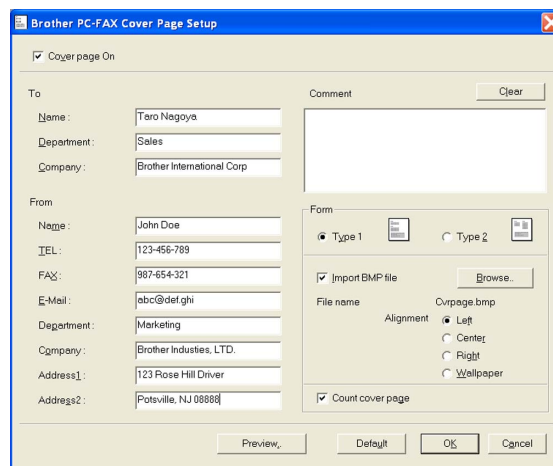 Brother PC-FAX Cover Page Setup
Cover page On
To
Name :
Taro Nagoya
Department :
Sales
Company :
Brother International Corp
Comment
Clear
From
Name :
John Doe
TEL :
123-456-789
FAX :
987-654-321
E-Mail :
abc@def.ghi
Department :
Marketing
Company :
Brother Industies, LTD.
Address1 :
123 Rose Hill Driver
Address2 :
Potsville, NJ 08888
Form
Type 1
Type 2
Import BMP file
Browse..
File name
Cvrpage.bmp
Alignment
Left
Center
Right
Wallpaper
Count cover page
Preview..
Default
OK
Cancel